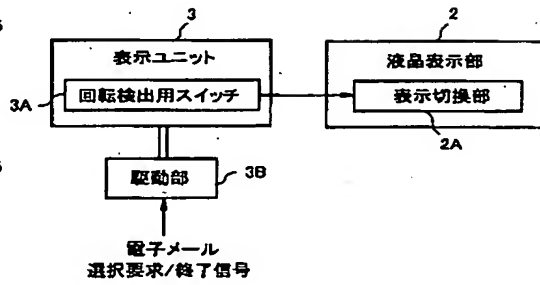 3
表示ユニット
3A
回転検出用スイッチ
2
液晶表示部
表示切換部
2A
駆動部
3B
電子メール
選択要求/終了信号